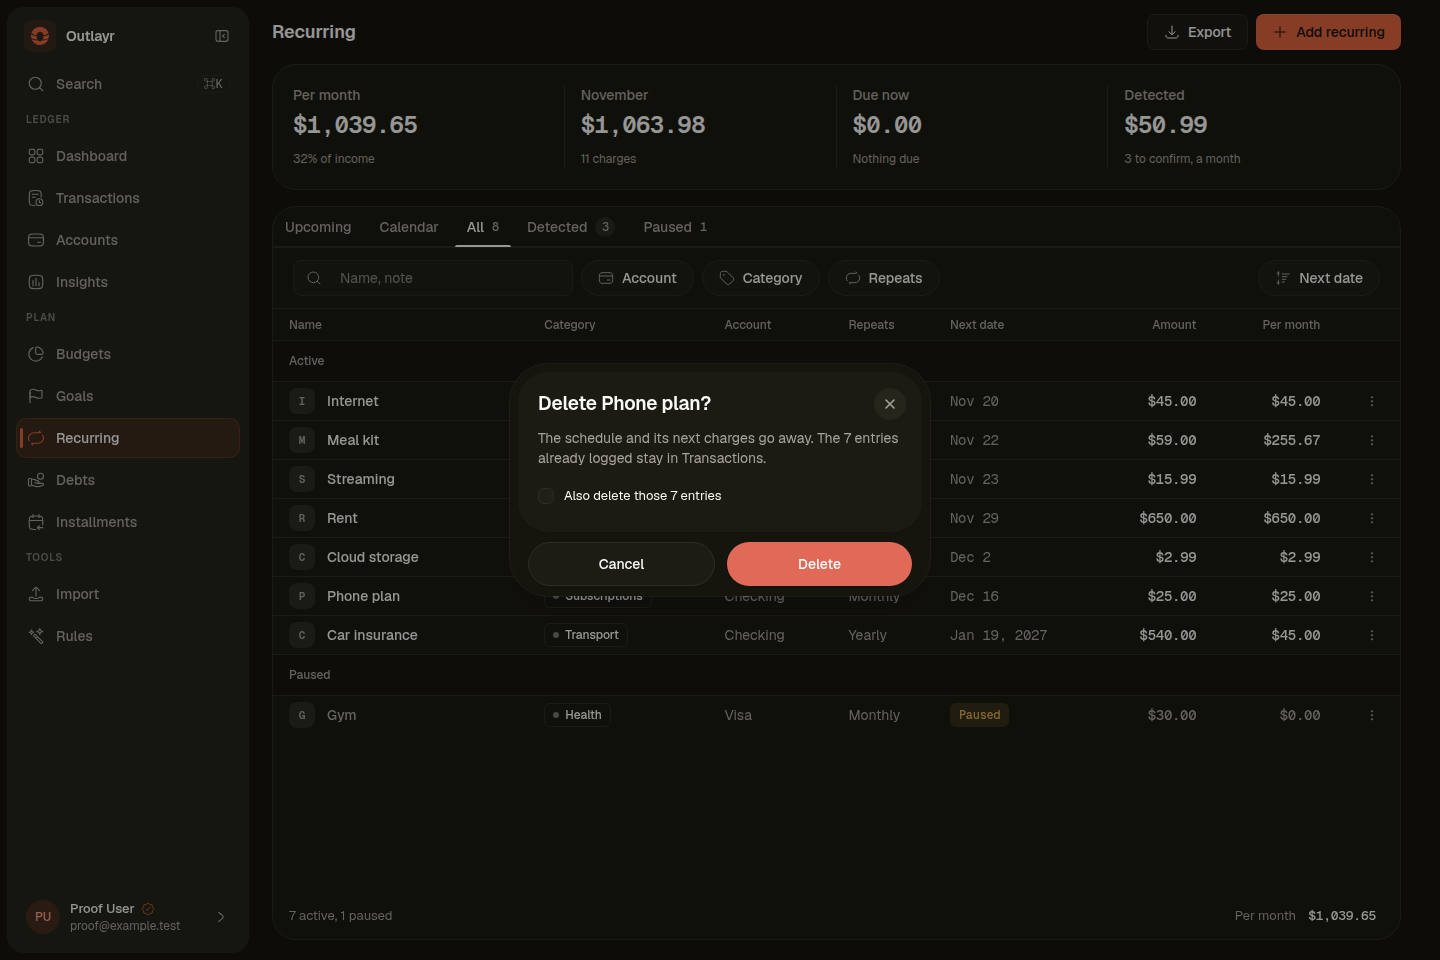 Outlayr
Search ⌘K
LEDGER
Dashboard
Transactions
Accounts
Insights
PLAN
Budgets
Goals
Recurring
Debts
Installments
TOOLS
Import
Rules
PU
Proof User
proof@example.test
Recurring
Export
Add recurring
Per month
$1,039.65
32% of income
November
$1,063.98
11 charges
Due now
$0.00
Nothing due
Detected
$50.99
3 to confirm, a month
Upcoming Calendar All 8 Detected 3 Paused 1
Name, note Account Category Repeats Next date
Name Category Account Repeats Next date Amount Per month
Active
I Internet Nov 20 $45.00 $45.00
M Meal kit Nov 22 $59.00 $255.67
S Streaming Nov 23 $15.99 $15.99
R Rent Nov 29 $650.00 $650.00
C Cloud storage Dec 2 $2.99 $2.99
P Phone plan Subscriptions Checking Monthly Dec 16 $25.00 $25.00
C Car insurance Transport Checking Yearly Jan 19, 2027 $540.00 $45.00
Paused
G Gym Health Visa Monthly Paused $30.00 $0.00
7 active, 1 paused Per month $1,039.65
Delete Phone plan?
The schedule and its next charges go away. The 7 entries
already logged stay in Transactions.
Also delete those 7 entries
Cancel Delete